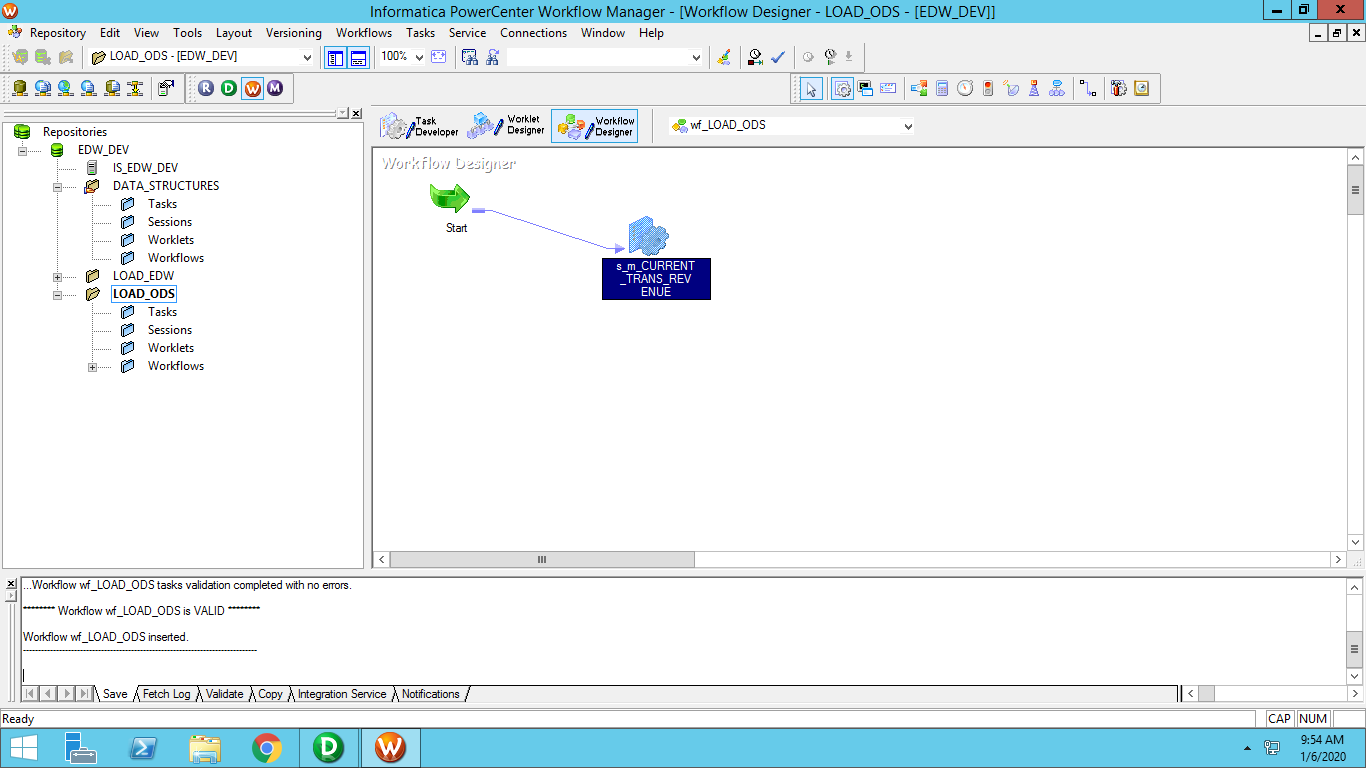 Informatica PowerCenter Workflow Manager - [Workflow Designer - LOAD_ODS - [EDW_DEV]]
Repository Edit View Tools Layout Versioning Workflows Tasks Service Connections Window Help
LOAD_ODS - [EDW_DEV] 100%
R D W M
Repositories
EDW_DEV
IS_EDW_DEV
DATA_STRUCTURES
Tasks
Sessions
Worklets
Workflows
LOAD_EDW
LOAD_ODS
Tasks
Sessions
Worklets
Workflows
Task Developer
Worklet Designer
Workflow Designer
wf_LOAD_ODS
Workflow Designer
Start
s_m_CURRENT
_TRANS_REV
ENUE
...Workflow wf_LOAD_ODS tasks validation completed with no errors.
******** Workflow wf_LOAD_ODS is VALID ********
Workflow wf_LOAD_ODS inserted.
Save Fetch Log Validate Copy Integration Service Notifications
Ready CAP NUM
D W
9:54 AM
1/6/2020